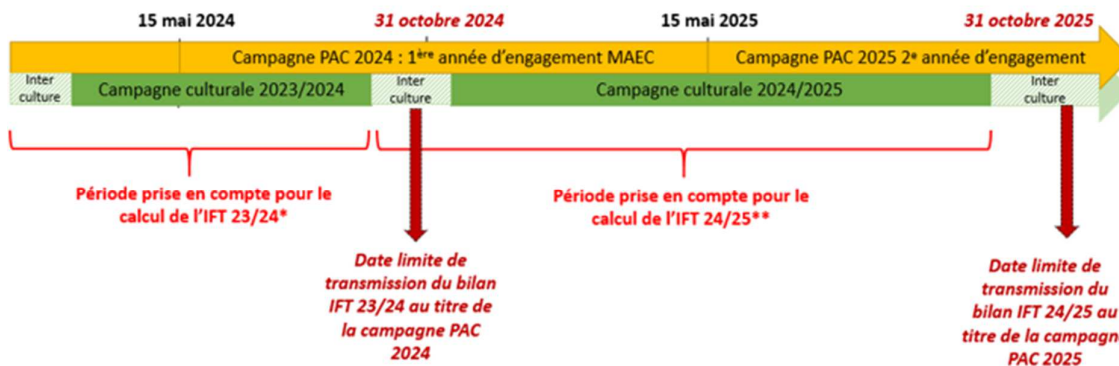 15 mai 2024
31 octobre 2024
15 mai 2025
31 octobre 2025
Campagne PAC 2024 : 1ère année d'engagement MAEC
Campagne PAC 2025 2e année d'engagement
Inter
culture
Campagne culturale 2023/2024
Inter
culture
Campagne culturale 2024/2025
Inter
culture
Période prise en compte pour le
calcul de l'IFT 23/24*
Période prise en compte pour le
calcul de l'IFT 24/25**
Date limite de
transmission du bilan
IFT 23/24 au titre de
la campagne PAC
2024
Date limite de
transmission du
bilan IFT 24/25 au
titre de la campagne
PAC 2025